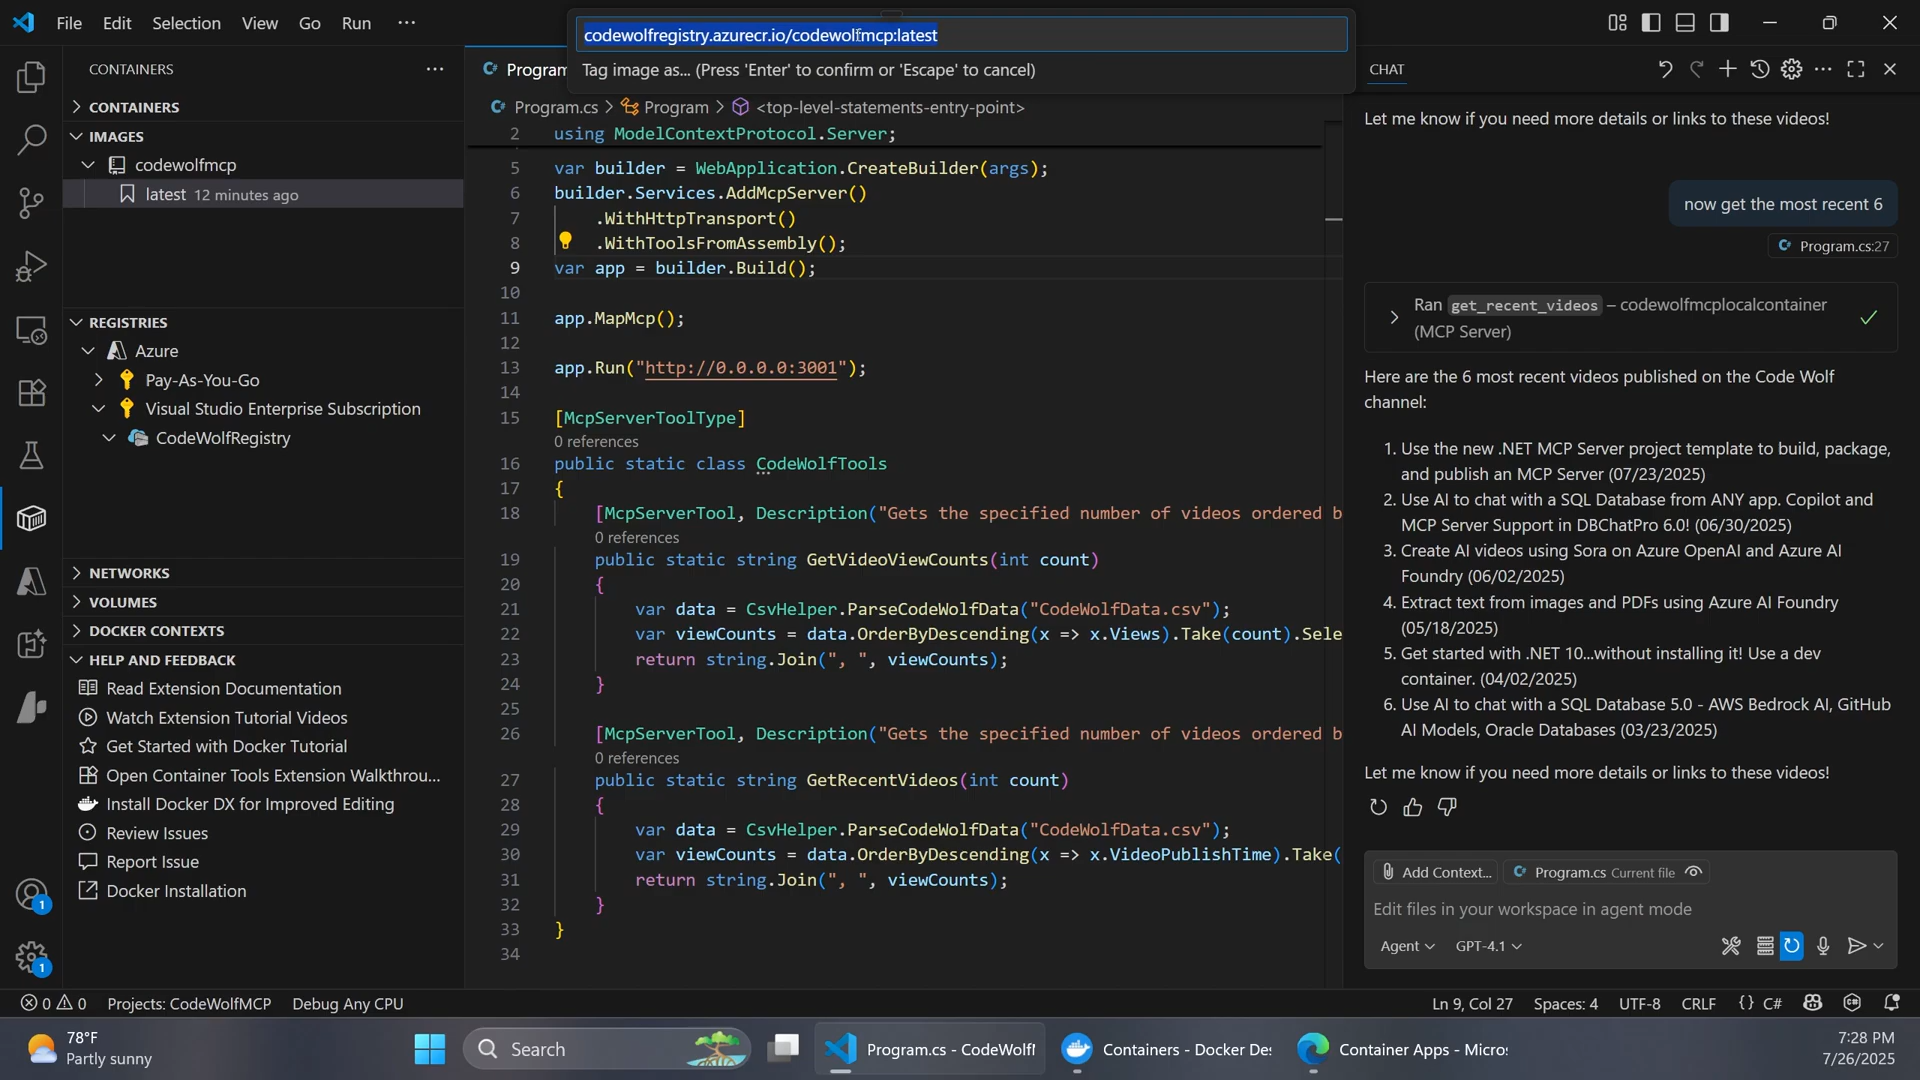 File Edit Selection View Go Run ···
codewolfregistry.azurecr.io/codewolfmcp:latest
Tag image as... (Press 'Enter' to confirm or 'Escape' to cancel)
CONTAINERS
CONTAINERS
IMAGES
codewolfmcp
latest 12 minutes ago
REGISTRIES
Azure
Pay-As-You-Go
Visual Studio Enterprise Subscription
CodeWolfRegistry
NETWORKS
VOLUMES
DOCKER CONTEXTS
HELP AND FEEDBACK
Read Extension Documentation
Watch Extension Tutorial Videos
Get Started with Docker Tutorial
Open Container Tools Extension Walkthrou...
Install Docker DX for Improved Editing
Review Issues
Report Issue
Docker Installation
1
1
C# Program
C# Program.cs > Program > <top-level-statements-entry-point>
2 using ModelContextProtocol.Server;
5 var builder = WebApplication.CreateBuilder(args);
6 builder.Services.AddMcpServer()
7 .WithHttpTransport()
8 .WithToolsFromAssembly();
9 var app = builder.Build();
10
11 app.MapMcp();
12
13 app.Run("http://0.0.0.0:3001");
14
15 [McpServerToolType]
0 references
16 public static class CodeWolfTools
17 {
18 [McpServerTool, Description("Gets the specified number of videos ordered b
0 references
19 public static string GetVideoViewCounts(int count)
20 {
21 var data = CsvHelper.ParseCodeWolfData("CodeWolfData.csv");
22 var viewCounts = data.OrderByDescending(x => x.Views).Take(count).Sele
23 return string.Join(", ", viewCounts);
24 }
25
26 [McpServerTool, Description("Gets the specified number of videos ordered b
0 references
27 public static string GetRecentVideos(int count)
28 {
29 var data = CsvHelper.ParseCodeWolfData("CodeWolfData.csv");
30 var viewCounts = data.OrderByDescending(x => x.VideoPublishTime).Take(
31 return string.Join(", ", viewCounts);
32 }
33 }
34
CHAT
Let me know if you need more details or links to these videos!
now get the most recent 6
C# Program.cs:27
Ran get_recent_videos – codewolfmcplocalcontainer
(MCP Server)
Here are the 6 most recent videos published on the Code Wolf
channel:
1. Use the new .NET MCP Server project template to build, package,
and publish an MCP Server (07/23/2025)
2. Use AI to chat with a SQL Database from ANY app. Copilot and
MCP Server Support in DBChatPro 6.0! (06/30/2025)
3. Create AI videos using Sora on Azure OpenAI and Azure AI
Foundry (06/02/2025)
4. Extract text from images and PDFs using Azure AI Foundry
(05/18/2025)
5. Get started with .NET 10...without installing it! Use a dev
container. (04/02/2025)
6. Use AI to chat with a SQL Database 5.0 - AWS Bedrock AI, GitHub
AI Models, Oracle Databases (03/23/2025)
Let me know if you need more details or links to these videos!
Add Context... C# Program.cs Current file
Edit files in your workspace in agent mode
Agent GPT-4.1
0 0 Projects: CodeWolfMCP Debug Any CPU
Ln 9, Col 27 Spaces: 4 UTF-8 CRLF {} C#
78°F
Partly sunny
Search
Program.cs - CodeWolfM
Containers - Docker De
Container Apps - Micro
7:28 PM
7/26/2025